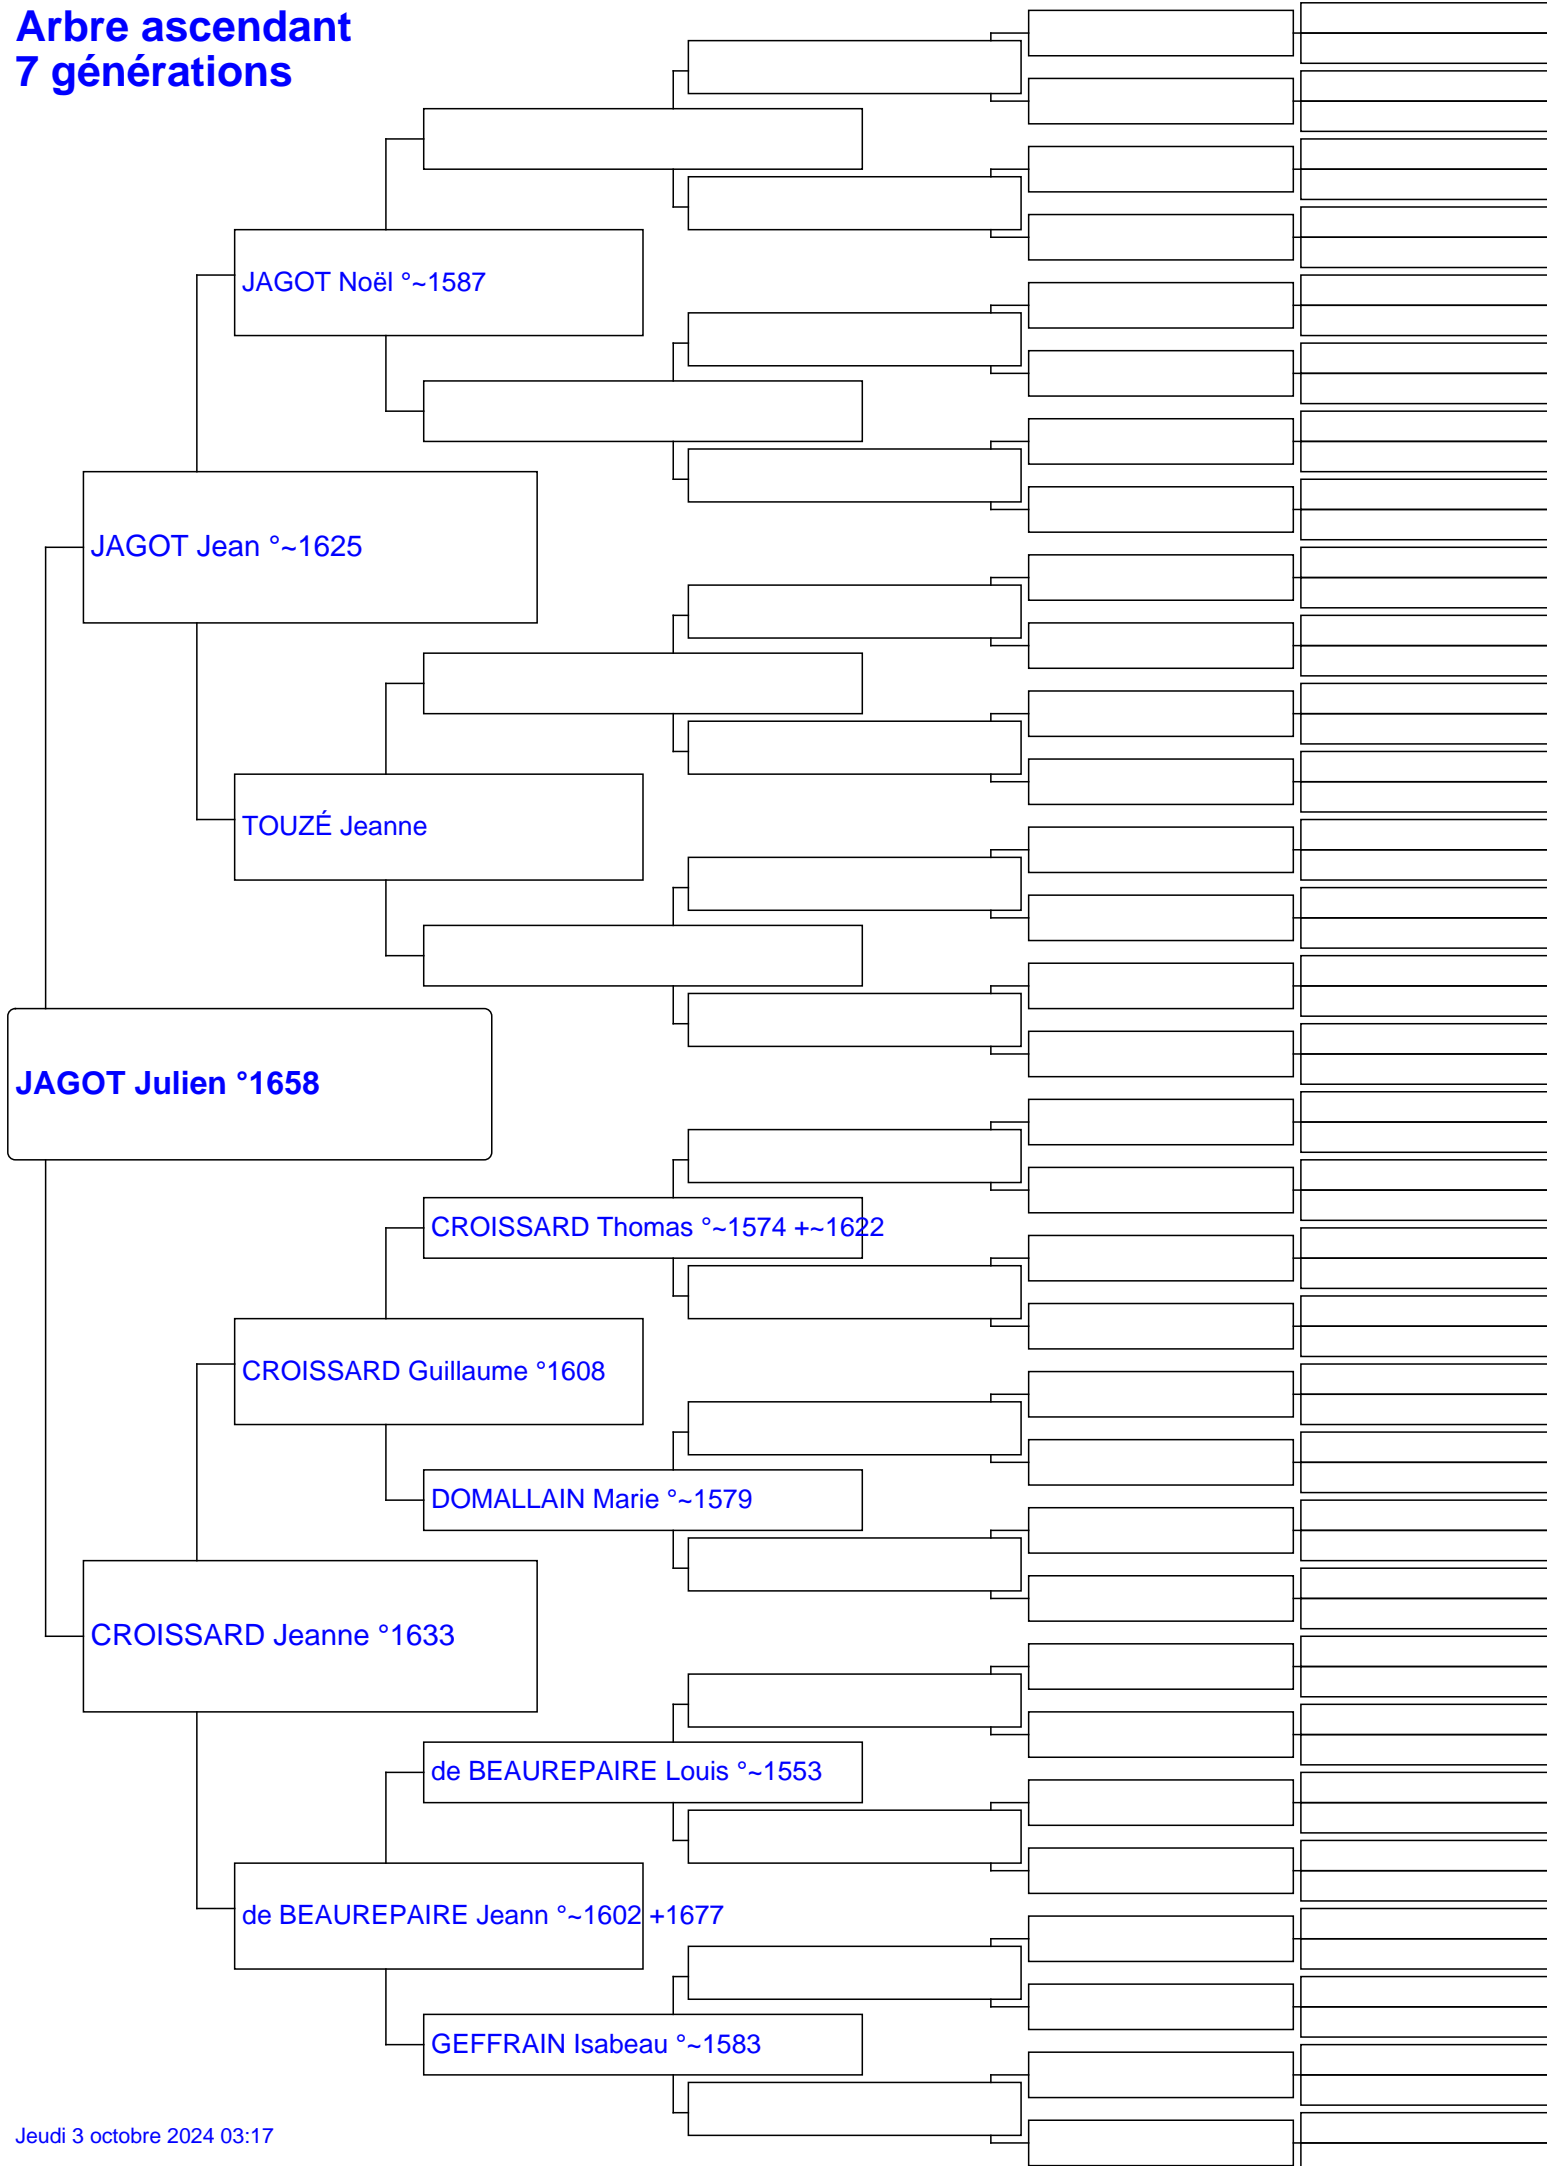 Arbre ascendant
7 générations
JAGOT Noël °~1587
JAGOT Jean °~1625
TOUZÉ Jeanne
JAGOT Julien °1658
CROISSARD Thomas °~1574 +~1622
CROISSARD Guillaume °1608
DOMALLAIN Marie °~1579
CROISSARD Jeanne °1633
de BEAUREPAIRE Louis °~1553
de BEAUREPAIRE Jeann °~1602 +1677
GEFFRAIN Isabeau °~1583
Jeudi 3 octobre 2024 03:17